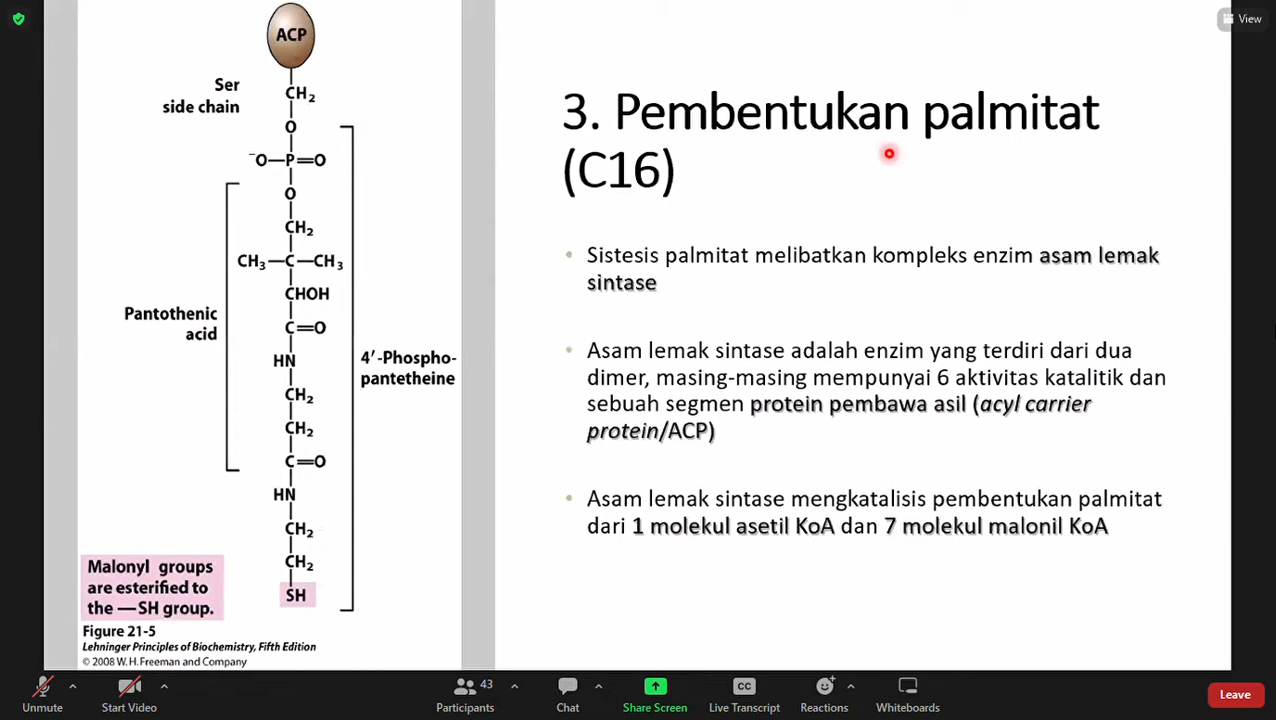 View
ACP
Ser
side chain
CH2
O
⁻O—P=O
O
CH2
CH3—C—CH3
CHOH
C=O
Pantothenic
acid
HN
CH2
CH2
C=O
HN
CH2
CH2
SH
4′-Phospho-
pantetheine
Malonyl groups
are esterified to
the —SH group.
Figure 21-5
Lehninger Principles of Biochemistry, Fifth Edition
© 2008 W. H. Freeman and Company
3. Pembentukan palmitat
(C16)
• Sistesis palmitat melibatkan kompleks enzim asam lemak
sintase
• Asam lemak sintase adalah enzim yang terdiri dari dua
dimer, masing-masing mempunyai 6 aktivitas katalitik dan
sebuah segmen protein pembawa asil (acyl carrier
protein/ACP)
• Asam lemak sintase mengkatalisis pembentukan palmitat
dari 1 molekul asetil KoA dan 7 molekul malonil KoA
Unmute
Start Video
43
Participants
Chat
Share Screen
CC
Live Transcript
Reactions
Whiteboards
Leave